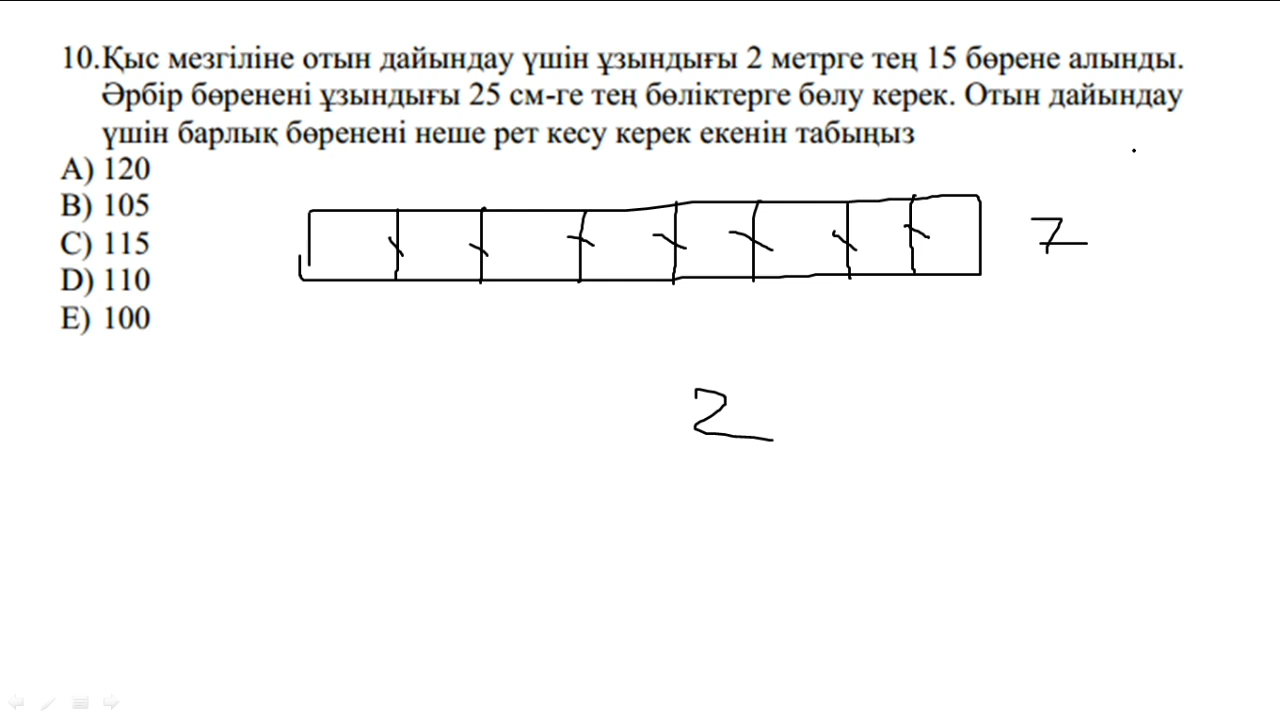 10.Қыс мезгіліне отын дайындау үшін ұзындығы 2 метрге тең 15 бөрене алынды.
Әрбір бөренені ұзындығы 25 см-ге тең бөліктерге бөлу керек. Отын дайындау
үшін барлық бөренені неше рет кесу керек екенін табыңыз
A) 120
B) 105
C) 115
D) 110
E) 100
7
2